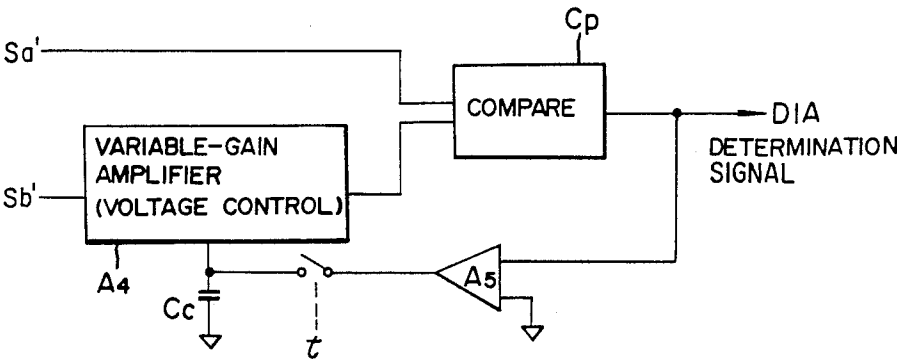 Cp
Sa'
COMPARE
DIA
DETERMINATION
SIGNAL
VARIABLE-GAIN
AMPLIFIER
(VOLTAGE CONTROL)
Sb'
A4
A5
Cc
t